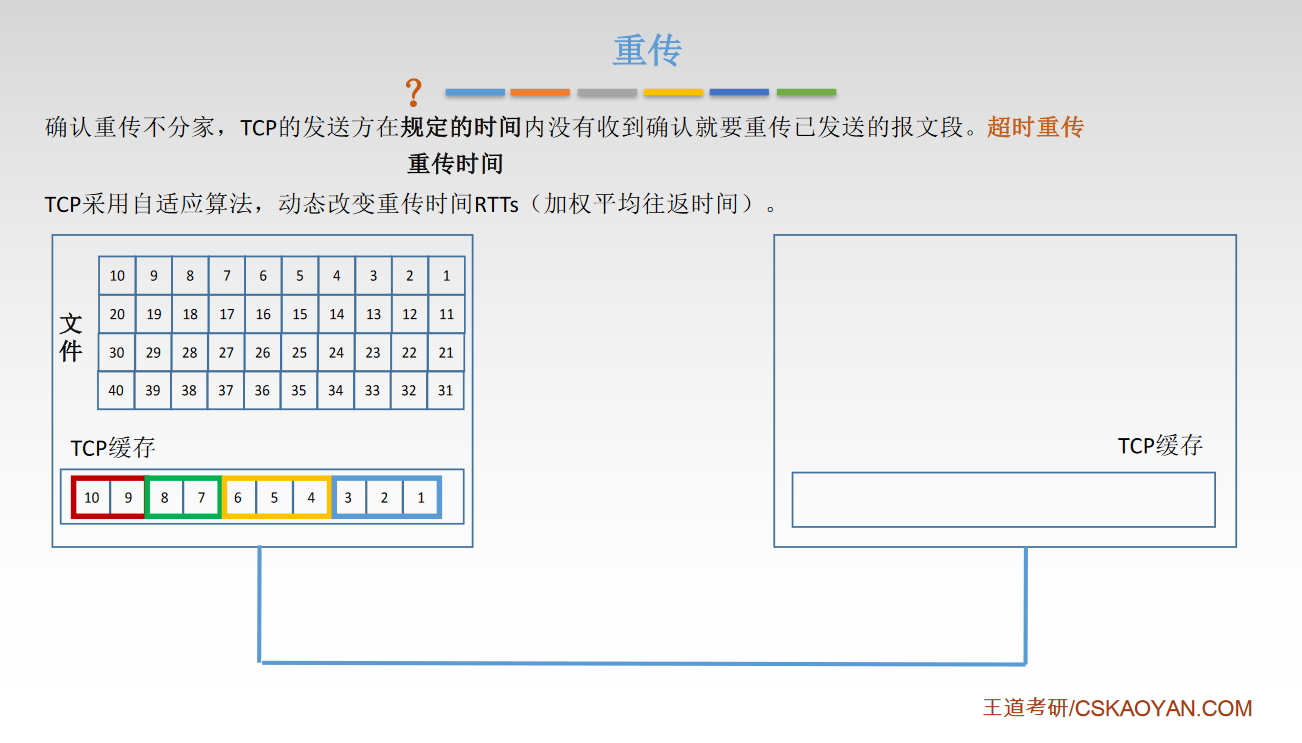 重传
？
确认重传不分家，TCP的发送方在规定的时间内没有收到确认就要重传已发送的报文段。超时重传
重传时间
TCP采用自适应算法，动态改变重传时间RTTs（加权平均往返时间）。
文件
10 9 8 7 6 5 4 3 2 1
20 19 18 17 16 15 14 13 12 11
30 29 28 27 26 25 24 23 22 21
40 39 38 37 36 35 34 33 32 31
TCP缓存
10 9 8 7 6 5 4 3 2 1
TCP缓存
王道考研/CSKAOYAN.COM